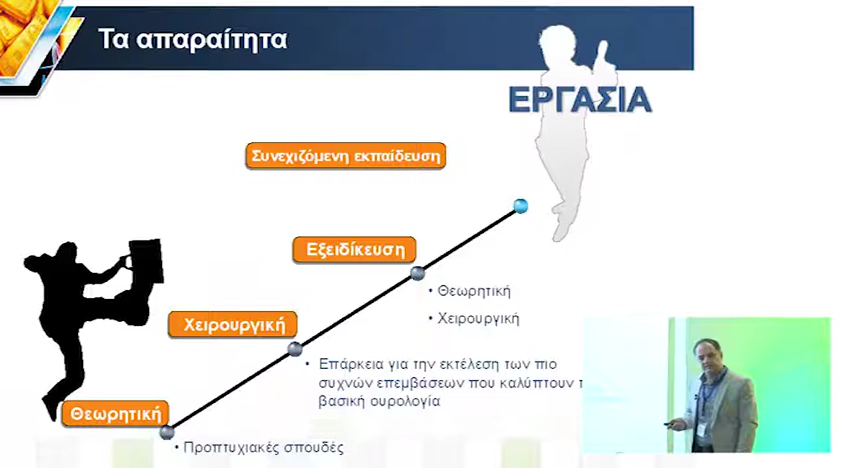 Τα απαραίτητα
ΕΡΓΑΣΙΑ
Συνεχιζόμενη εκπαίδευση
Εξειδίκευση
• Θεωρητική
• Χειρουργική
Χειρουργική
• Επάρκεια για την εκτέλεση των πιο
συχνών επεμβάσεων που καλύπτουν
βασική ουρολογία
Θεωρητική
• Προπτυχιακές σπουδές